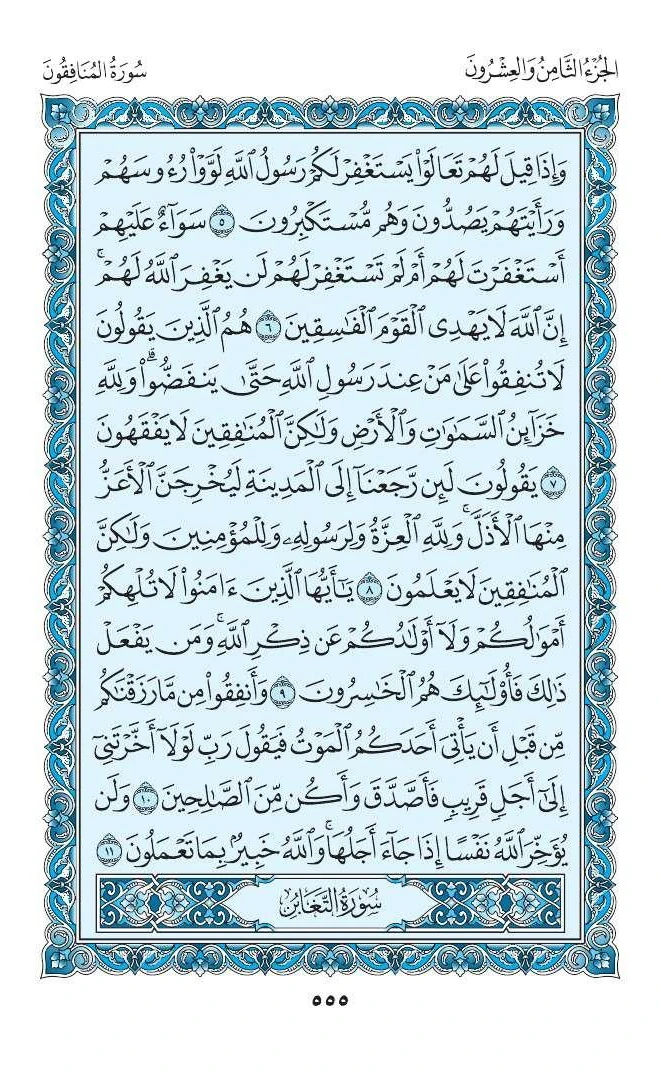 الجُزْءُ الثَّامِنُ وَالعِشْرُونَ
سُورَةُ المُنَافِقُونَ
وَإِذَا قِيلَ لَهُمْ تَعَالَوْا۟ يَسْتَغْفِرْ لَكُمْ رَسُولُ ٱللَّهِ لَوَّوْا۟ رُءُوسَهُمْ
وَرَأَيْتَهُمْ يَصُدُّونَ وَهُم مُّسْتَكْبِرُونَ ٥ سَوَآءٌ عَلَيْهِمْ
أَسْتَغْفَرْتَ لَهُمْ أَمْ لَمْ تَسْتَغْفِرْ لَهُمْ لَن يَغْفِرَ ٱللَّهُ لَهُمْ ۚ
إِنَّ ٱللَّهَ لَا يَهْدِى ٱلْقَوْمَ ٱلْفَـٰسِقِينَ ٦ هُمُ ٱلَّذِينَ يَقُولُونَ
لَا تُنفِقُوا۟ عَلَىٰ مَنْ عِندَ رَسُولِ ٱللَّهِ حَتَّىٰ يَنفَضُّوا۟ ۗ وَلِلَّهِ
خَزَآئِنُ ٱلسَّمَـٰوَٰتِ وَٱلْأَرْضِ وَلَـٰكِنَّ ٱلْمُنَـٰفِقِينَ لَا يَفْقَهُونَ
٧ يَقُولُونَ لَئِن رَّجَعْنَآ إِلَى ٱلْمَدِينَةِ لَيُخْرِجَنَّ ٱلْأَعَزُّ
مِنْهَا ٱلْأَذَلَّ ۚ وَلِلَّهِ ٱلْعِزَّةُ وَلِرَسُولِهِۦ وَلِلْمُؤْمِنِينَ وَلَـٰكِنَّ
ٱلْمُنَـٰفِقِينَ لَا يَعْلَمُونَ ٨ يَـٰٓأَيُّهَا ٱلَّذِينَ ءَامَنُوا۟ لَا تُلْهِكُمْ
أَمْوَٰلُكُمْ وَلَآ أَوْلَـٰدُكُمْ عَن ذِكْرِ ٱللَّهِ ۚ وَمَن يَفْعَلْ
ذَٰلِكَ فَأُو۟لَـٰٓئِكَ هُمُ ٱلْخَـٰسِرُونَ ٩ وَأَنفِقُوا۟ مِن مَّا رَزَقْنَـٰكُم
مِّن قَبْلِ أَن يَأْتِىَ أَحَدَكُمُ ٱلْمَوْتُ فَيَقُولَ رَبِّ لَوْلَآ أَخَّرْتَنِىٓ
إِلَىٰٓ أَجَلٍ قَرِيبٍ فَأَصَّدَّقَ وَأَكُن مِّنَ ٱلصَّـٰلِحِينَ ١٠ وَلَن
يُؤَخِّرَ ٱللَّهُ نَفْسًا إِذَا جَآءَ أَجَلُهَا ۚ وَٱللَّهُ خَبِيرٌۢ بِمَا تَعْمَلُونَ ١١
سُورَةُ التَّغَابُنِ
٥٥٥